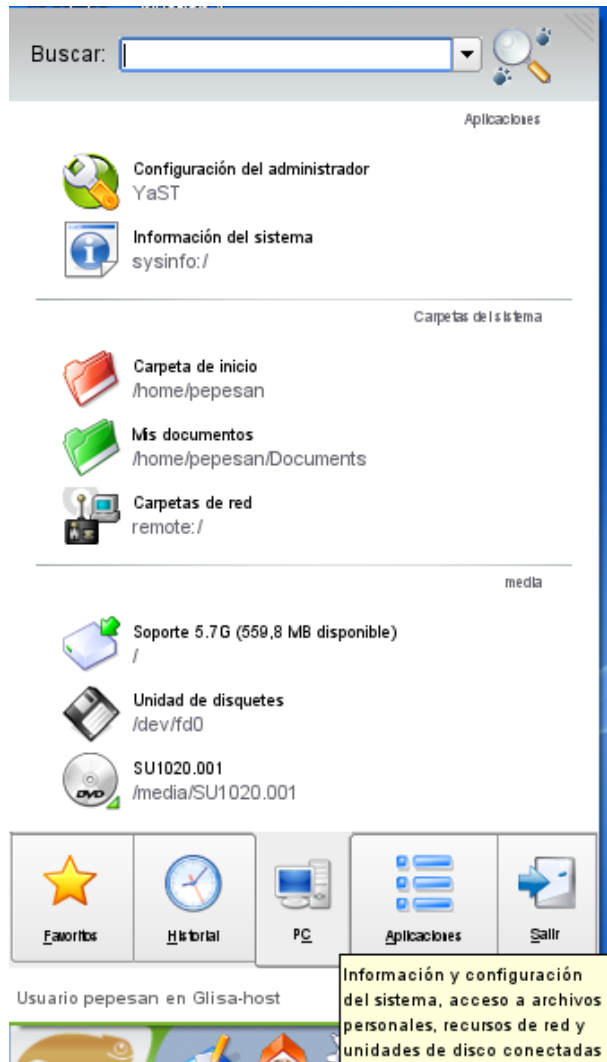 Buscar:
Aplicaciones
Configuración del administrador
YaST
Información del sistema
sysinfo:/
Carpetas del sistema
Carpeta de inicio
/home/pepesan
Mis documentos
/home/pepesan/Documents
Carpetas de red
remote:/
media
Soporte 5.7G (559,8 MB disponible)
/
Unidad de disquetes
/dev/fd0
DVD
SU1020.001
/media/SU1020.001
Favoritos
Historial
PC
Aplicaciones
Salir
Usuario pepesan en Glisa-host
Información y configuración
del sistema, acceso a archivos
personales, recursos de red y
unidades de disco conectadas